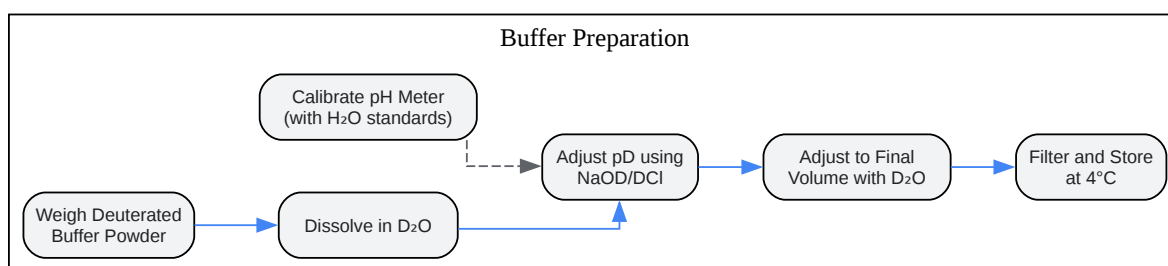 Buffer Preparation
Calibrate pH Meter
(with H₂O standards)
Adjust pD using
NaOD/DCl
Adjust to Final
Volume with D₂O
Filter and Store
at 4°C
Weigh Deuterated
Buffer Powder
Dissolve in D₂O